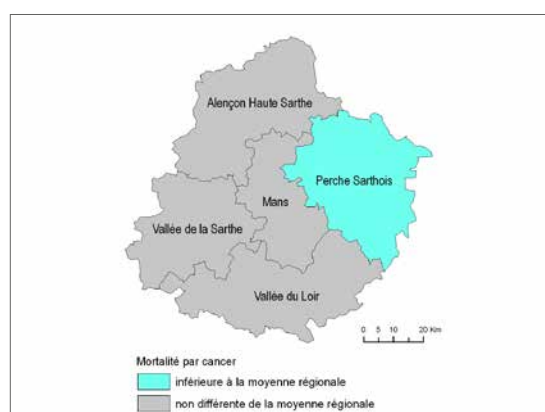 Alençon Haute Sarthe
Perche Sarthois
Mans
Vallée de la Sarthe
Vallée du Loir
0 5 10 20 Km
Mortalité par cancer
inférieure à la moyenne régionale
non différente de la moyenne régionale